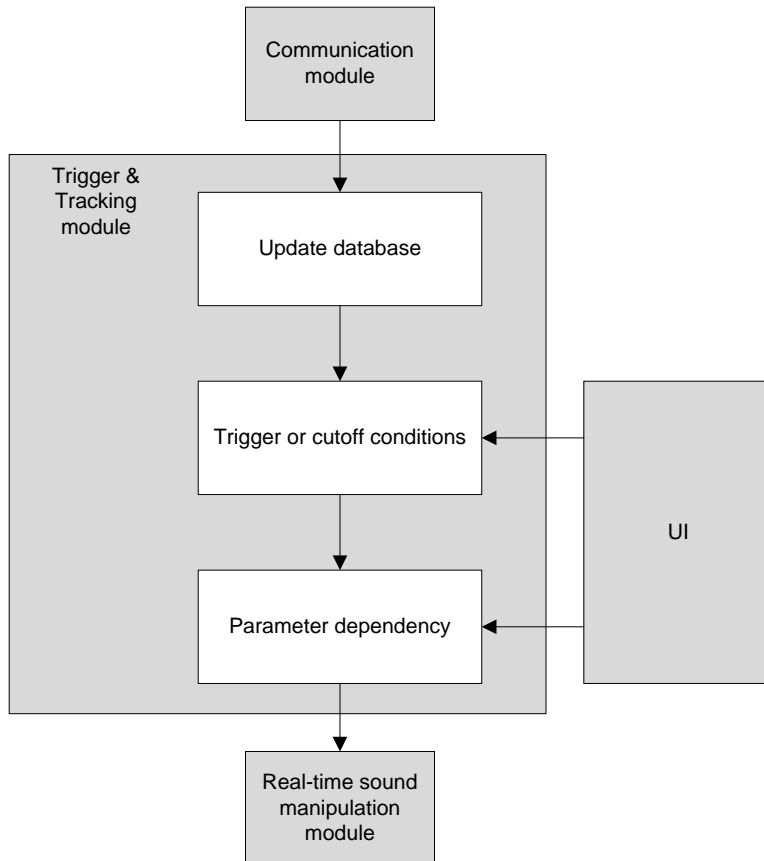 Communication
module
Trigger &
Tracking
module
Update database
Trigger or cutoff conditions
UI
Parameter dependency
Real-time sound
manipulation
module